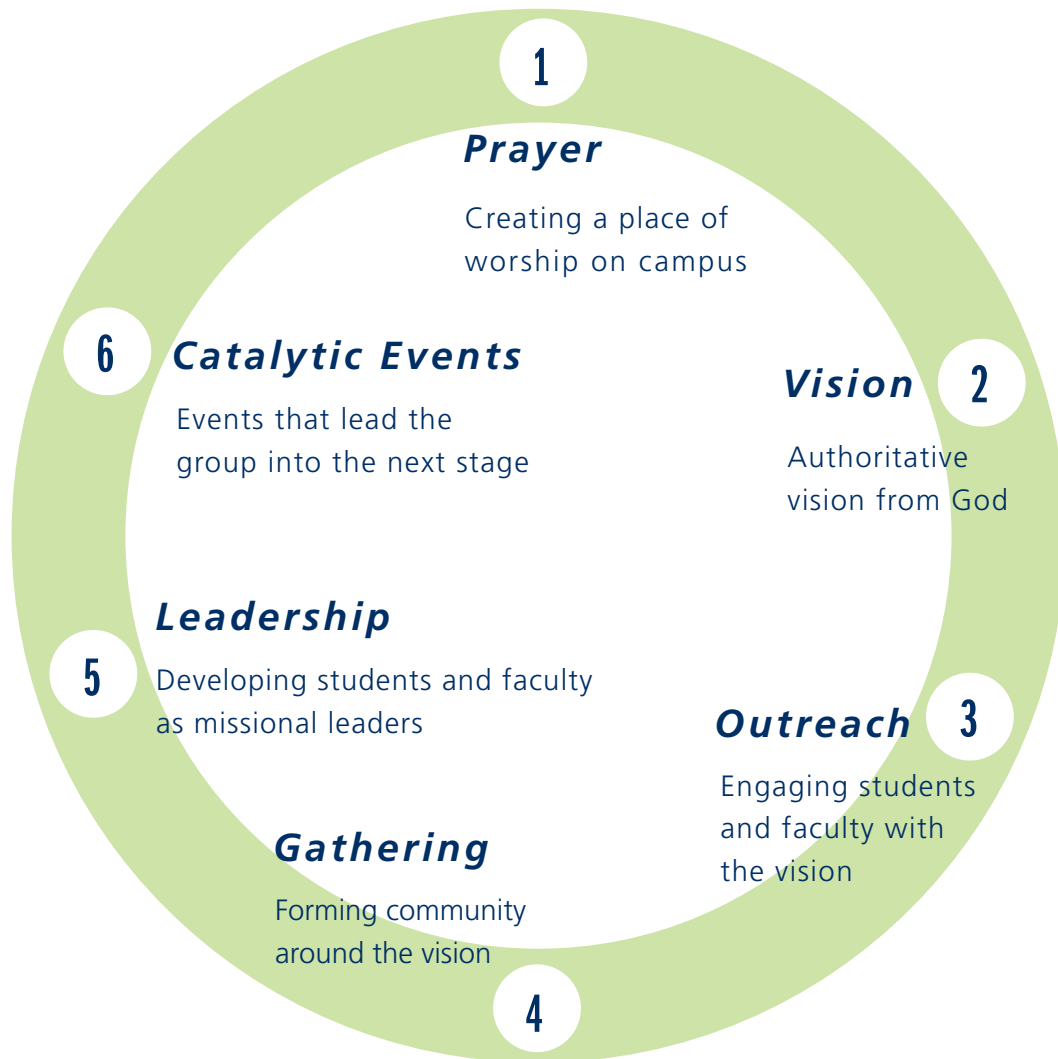 1
Prayer
Creating a place of
worship on campus
2
Vision
Authoritative
vision from God
3
Outreach
Engaging students
and faculty with
the vision
4
Gathering
Forming community
around the vision
5
Leadership
Developing students and faculty
as missional leaders
6
Catalytic Events
Events that lead the
group into the next stage